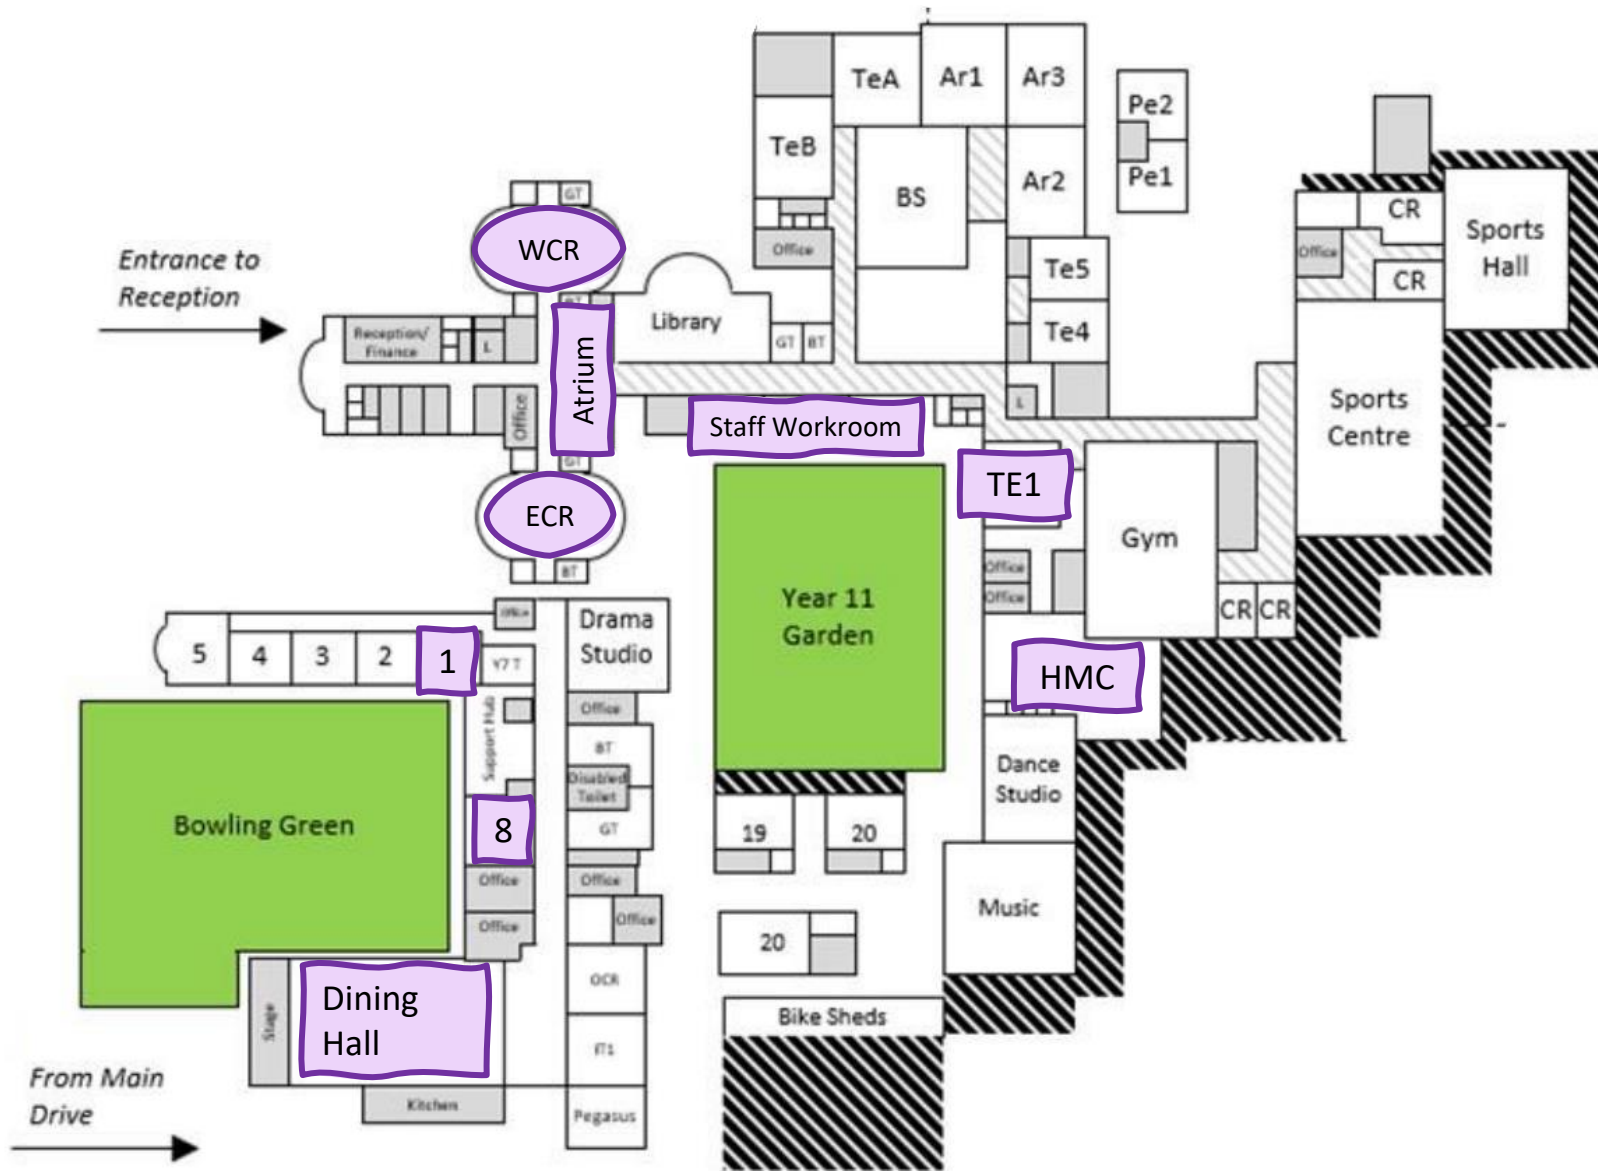 TeA
Ar1
Ar3
Pe2
TeB
BS
Ar2
Pe1
GT
CR
WCR
Office
Sports
Hall
Office
Entrance to
Reception
Te5
CR
Library
Te4
Reception/
Finance
L
GT
BT
Atrium
Office
L
Sports
Centre
Staff Workroom
GT
TE1
ECR
Gym
BT
Office
Office
Year 11
Garden
CR
CR
Drama
Studio
5
4
3
2
1
Y7 T
HMC
Support Hub
Office
BT
Disabled
Toilet
GT
Dance
Studio
Bowling Green
8
19
20
Office
Office
Office
Office
Music
20
OCR
Dining
Hall
Stage
Bike Sheds
IT1
From Main
Drive
Kitchen
Pegasus